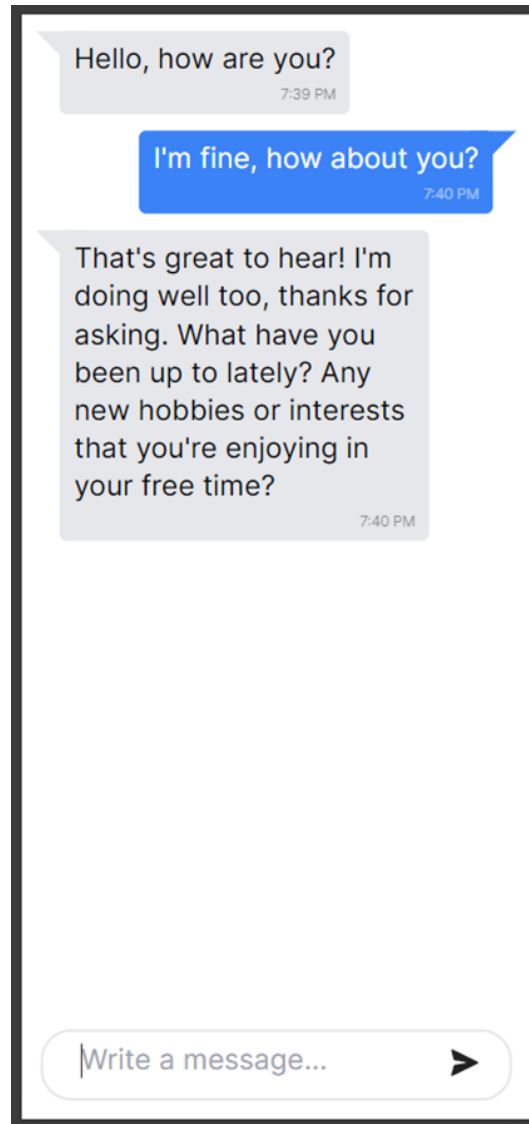 Hello, how are you?
7:39 PM
I'm fine, how about you?
7:40 PM
That's great to hear! I'm
doing well too, thanks for
asking. What have you
been up to lately? Any
new hobbies or interests
that you're enjoying in
your free time?
7:40 PM
Write a message...